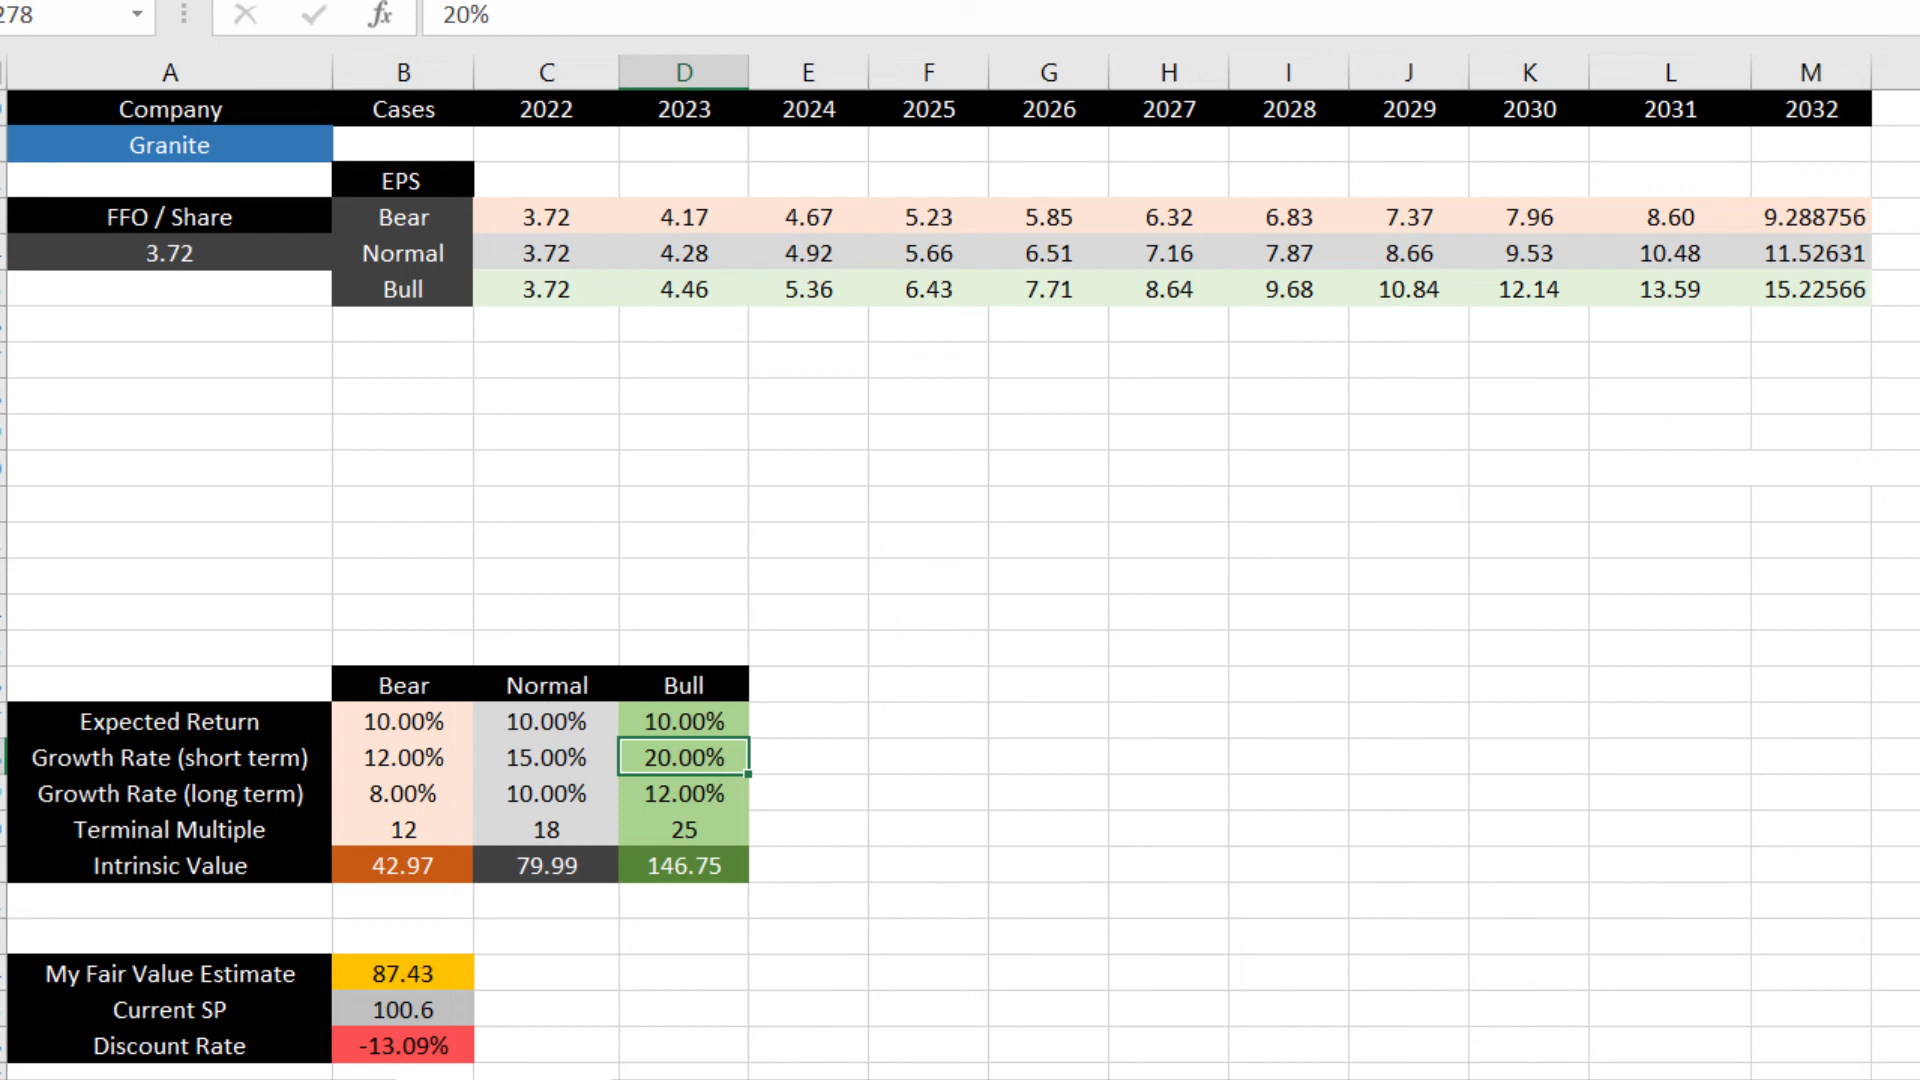 278 fx 20%
A B C D E F G H I J K L M
Company Cases 2022 2023 2024 2025 2026 2027 2028 2029 2030 2031 2032
Granite
EPS
FFO / Share Bear 3.72 4.17 4.67 5.23 5.85 6.32 6.83 7.37 7.96 8.60 9.288756
3.72 Normal 3.72 4.28 4.92 5.66 6.51 7.16 7.87 8.66 9.53 10.48 11.52631
Bull 3.72 4.46 5.36 6.43 7.71 8.64 9.68 10.84 12.14 13.59 15.22566
Bear Normal Bull
Expected Return 10.00% 10.00% 10.00%
Growth Rate (short term) 12.00% 15.00% 20.00%
Growth Rate (long term) 8.00% 10.00% 12.00%
Terminal Multiple 12 18 25
Intrinsic Value 42.97 79.99 146.75
My Fair Value Estimate 87.43
Current SP 100.6
Discount Rate -13.09%